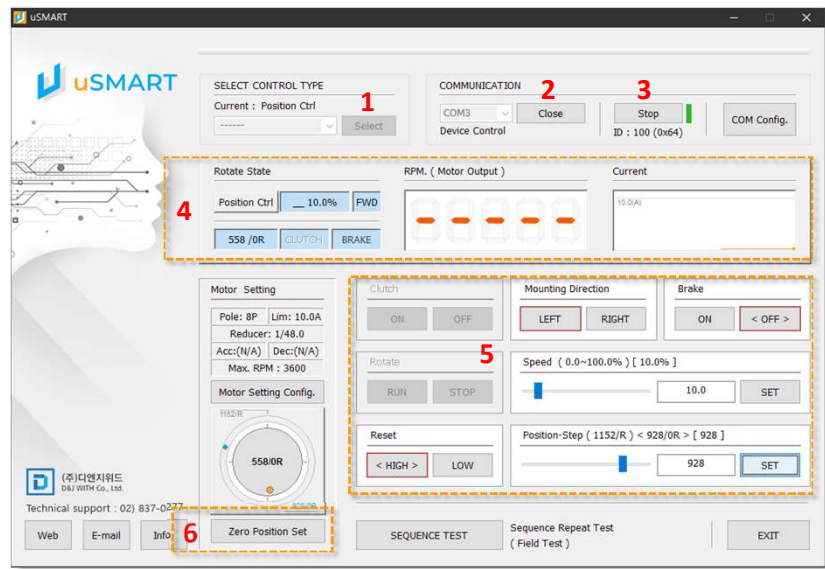 uSMART
uSMART
SELECT CONTROL TYPE
Current : Position Ctrl
------
Select
1
COMMUNICATION
COM3
Close
2
Device Control
3
Stop
ID : 100 (0x64)
COM Config.
4
Rotate State
Position Ctrl
__ 10.0%
FWD
558 /0R
CLUTCH
BRAKE
RPM. ( Motor Output )
-----
Current
10.0(A)
Motor Setting
Pole: 8P
Lim: 10.0A
Reducer: 1/48.0
Acc:(N/A)
Dec:(N/A)
Max. RPM : 3600
Motor Setting Config.
1152/R
558/0R
928/0R
6
Zero Position Set
5
Clutch
ON
OFF
Mounting Direction
LEFT
RIGHT
Brake
ON
< OFF >
Rotate
RUN
STOP
Speed ( 0.0~100.0% ) [ 10.0% ]
10.0
SET
Reset
< HIGH >
LOW
Position-Step ( 1152/R ) < 928/0R > [ 928 ]
928
SET
(주)디엔지위드
D&J WITH Co., Ltd.
Technical support : 02) 837-0277
Web
E-mail
Info
SEQUENCE TEST
Sequence Repeat Test
( Field Test )
EXIT